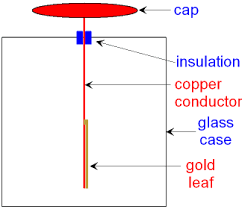 cap
insulation
copper
conductor
glass
case
gold
leaf